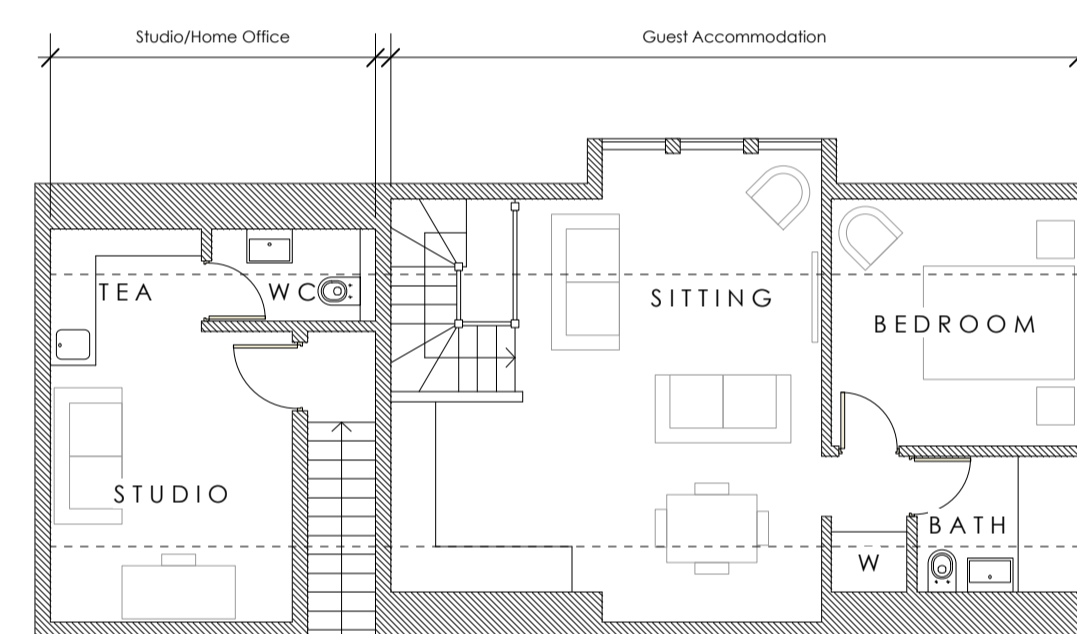 Studio/Home Office
Guest Accommodation
TEA
WC
SITTING
BEDROOM
STUDIO
BATH
W